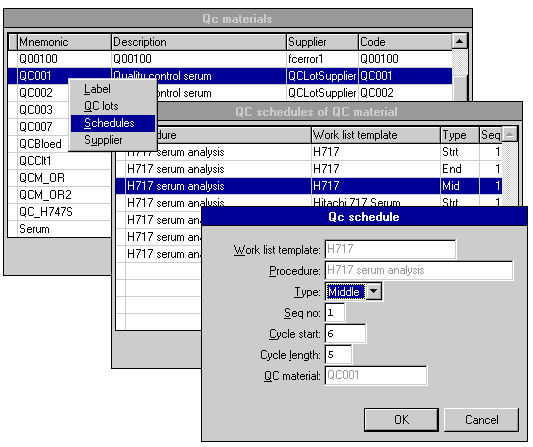 Qc materials
Mnemonic Description Supplier Code
Q00100 Q00100 fcerror1 Q00100
QC001 Quality control serum QCLotSupplier QC001
QC002 control serum QCLotSupplier QC002
QC003
QC007
QCBloed
QCClt1
QCM_OR
QCM_OR2
QC_H747S
Serum
Label
QC lots
Schedules
Supplier
QC schedules of QC material
dure Work list template Type Seq
H717 serum analysis H717 Strt 1
H717 serum analysis H717 End 1
H717 serum analysis H717 Mid 1
H717 serum analysis Hitachi 717 Serum Strt 1
H717 serum ana
H717 serum ana
H717 serum ana
Qc schedule
Work list template: H717
Procedure: H717 serum analysis
Type: Middle
Seq no: 1
Cycle start: 6
Cycle length: 5
QC material: QC001
OK Cancel